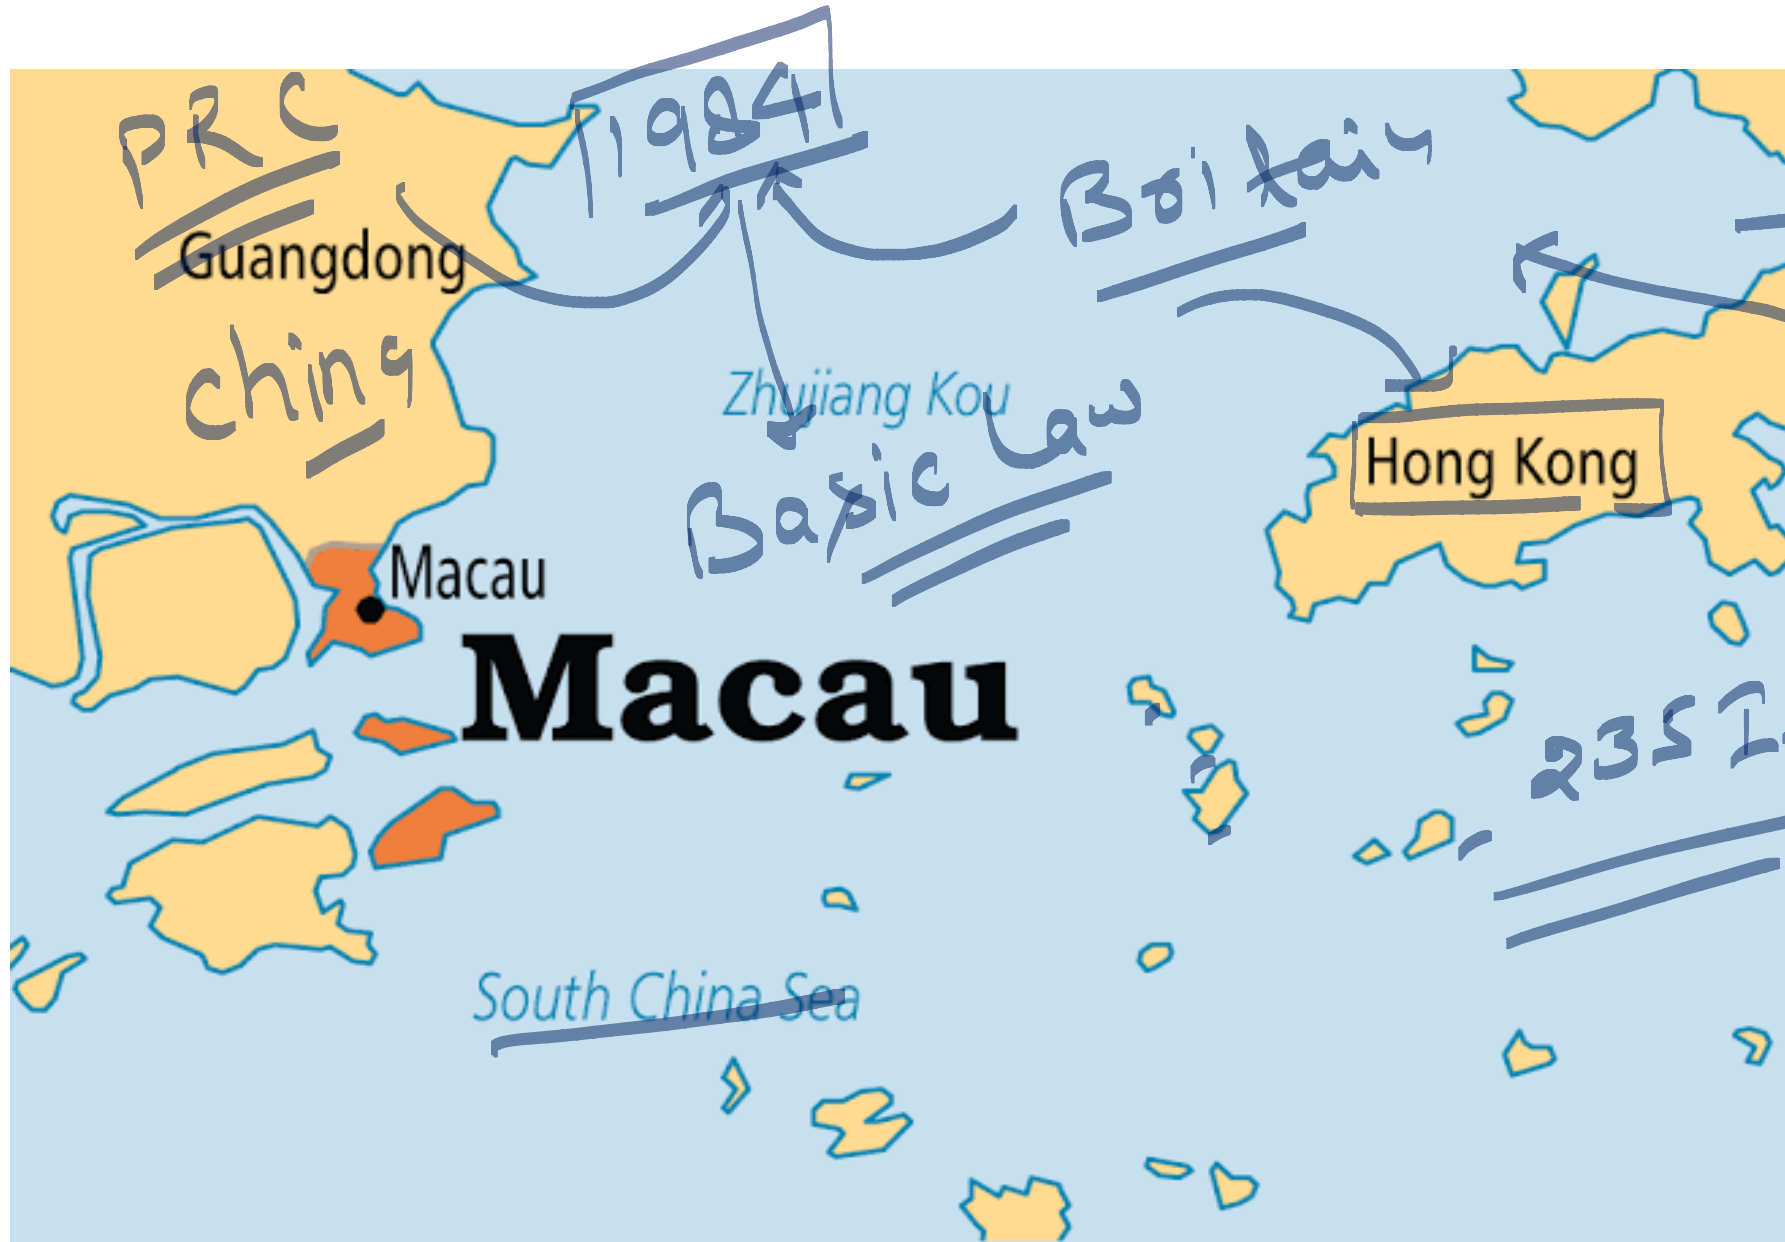 1984
PRC
Britain
Guangdong
China
Zhujiang Kou
Basic Law
Hong Kong
Macau
Macau
235 I
South China Sea